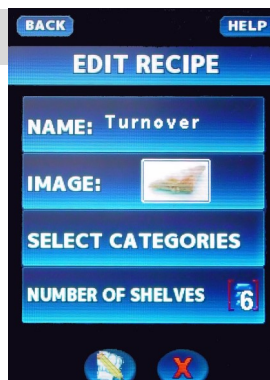 BACK HELP
EDIT RECIPE
NAME: Turnover
IMAGE:
SELECT CATEGORIES
NUMBER OF SHELVES 6
X